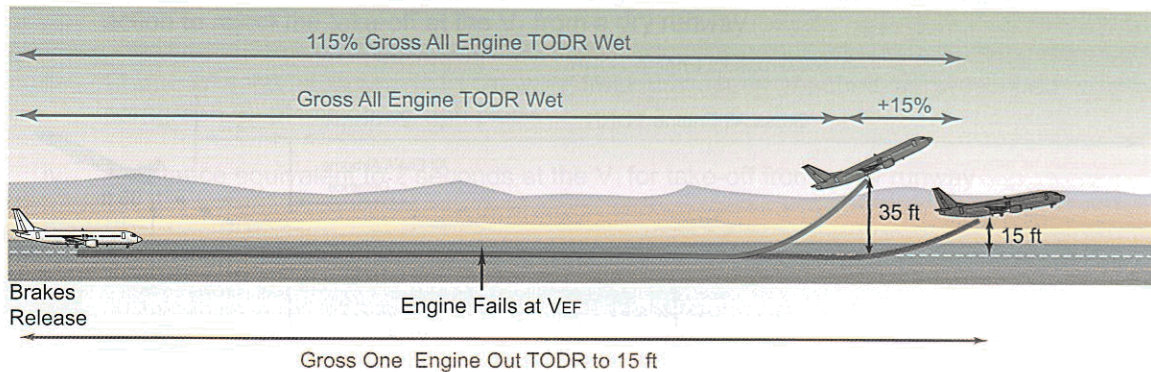 115% Gross All Engine TODR Wet
Gross All Engine TODR Wet
+15%
35 ft
15 ft
Brakes
Release
Engine Fails at VEF
Gross One Engine Out TODR to 15 ft